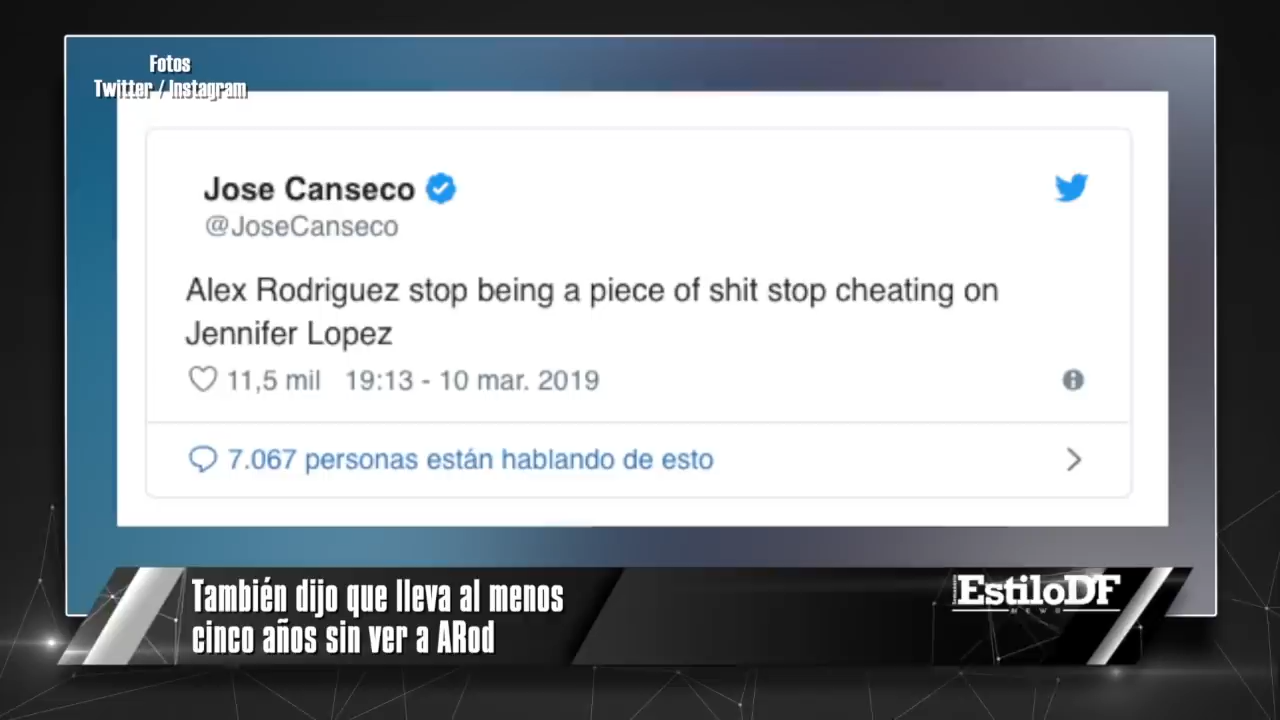 Fotos
Twitter / Instagram
Jose Canseco
@JoseCanseco
Alex Rodriguez stop being a piece of shit stop cheating on
Jennifer Lopez
11,5 mil 19:13 - 10 mar. 2019
7.067 personas están hablando de esto
También dijo que lleva al menos
cinco años sin ver a ARod
EstiloDF
NEWS